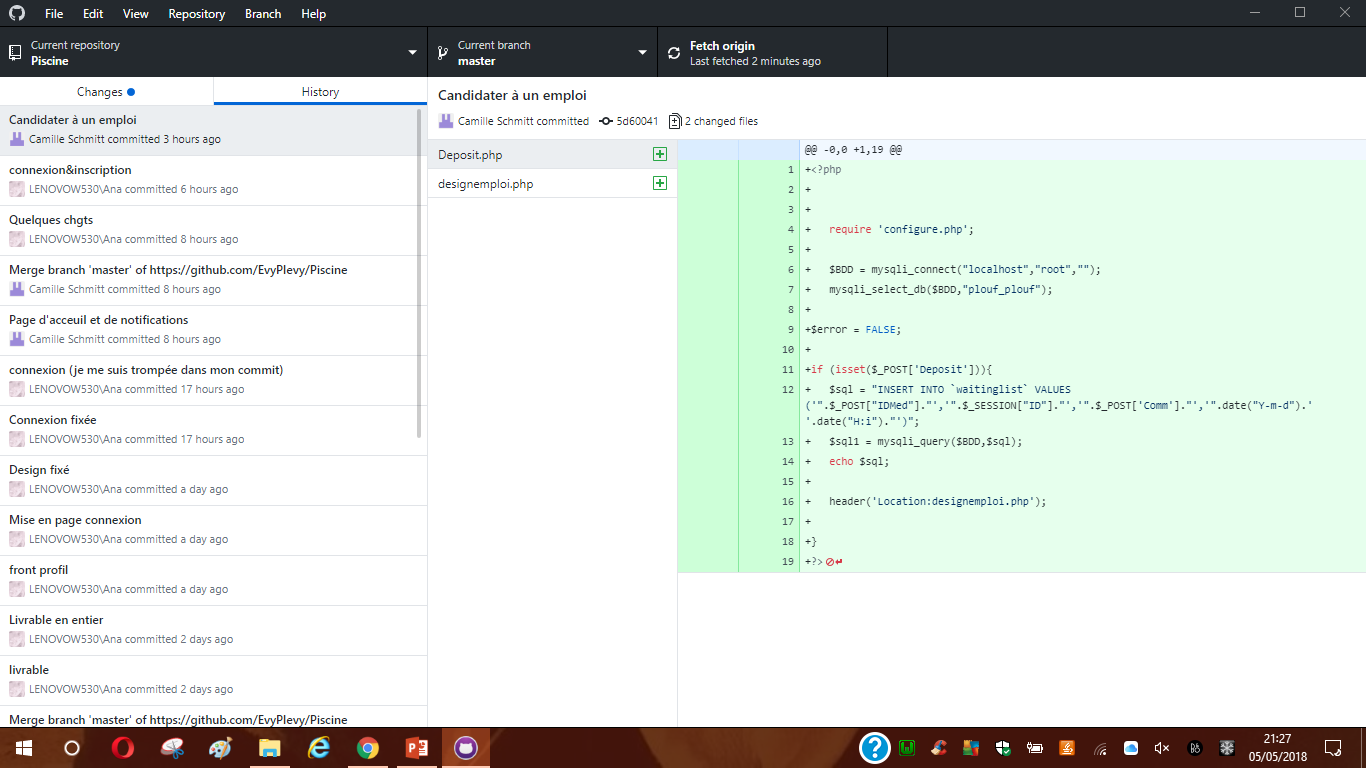 File Edit View Repository Branch Help
Current repository
Piscine
Current branch
master
Fetch origin
Last fetched 2 minutes ago
Changes
History
Candidater à un emploi
Camille Schmitt committed 3 hours ago
connexion&inscription
LENOVOW530\Ana committed 6 hours ago
Quelques chgts
LENOVOW530\Ana committed 8 hours ago
Merge branch 'master' of https://github.com/EvyPlevy/Piscine
Camille Schmitt committed 8 hours ago
Page d'acceuil et de notifications
Camille Schmitt committed 8 hours ago
connexion (je me suis trompée dans mon commit)
LENOVOW530\Ana committed 17 hours ago
Connexion fixée
LENOVOW530\Ana committed 17 hours ago
Design fixé
LENOVOW530\Ana committed a day ago
Mise en page connexion
LENOVOW530\Ana committed a day ago
front profil
LENOVOW530\Ana committed a day ago
Livrable en entier
LENOVOW530\Ana committed 2 days ago
livrable
LENOVOW530\Ana committed 2 days ago
Merge branch 'master' of https://github.com/EvyPlevy/Piscine
Candidater à un emploi
Camille Schmitt committed 5d60041 2 changed files
Deposit.php
designemploi.php
@@ -0,0 +1,19 @@
1 +<?php
2 +
3 +
4 + require 'configure.php';
5 +
6 + $BDD = mysqli_connect("localhost","root","");
7 + mysqli_select_db($BDD,"plouf_plouf");
8 +
9 +$error = FALSE;
10 +
11 +if (isset($_POST['Deposit'])){
12 + $sql = "INSERT INTO `waitinglist` VALUES
('".$_POST["IDMed"]."','".$_SESSION["ID"]."','".$_POST['Comm']."','".date("Y-m-d").'
'.date("H:i")."')";
13 + $sql1 = mysqli_query($BDD,$sql);
14 + echo $sql;
15 +
16 + header('Location:designemploi.php');
17 +
18 +}
19 +?>
21:27
05/05/2018